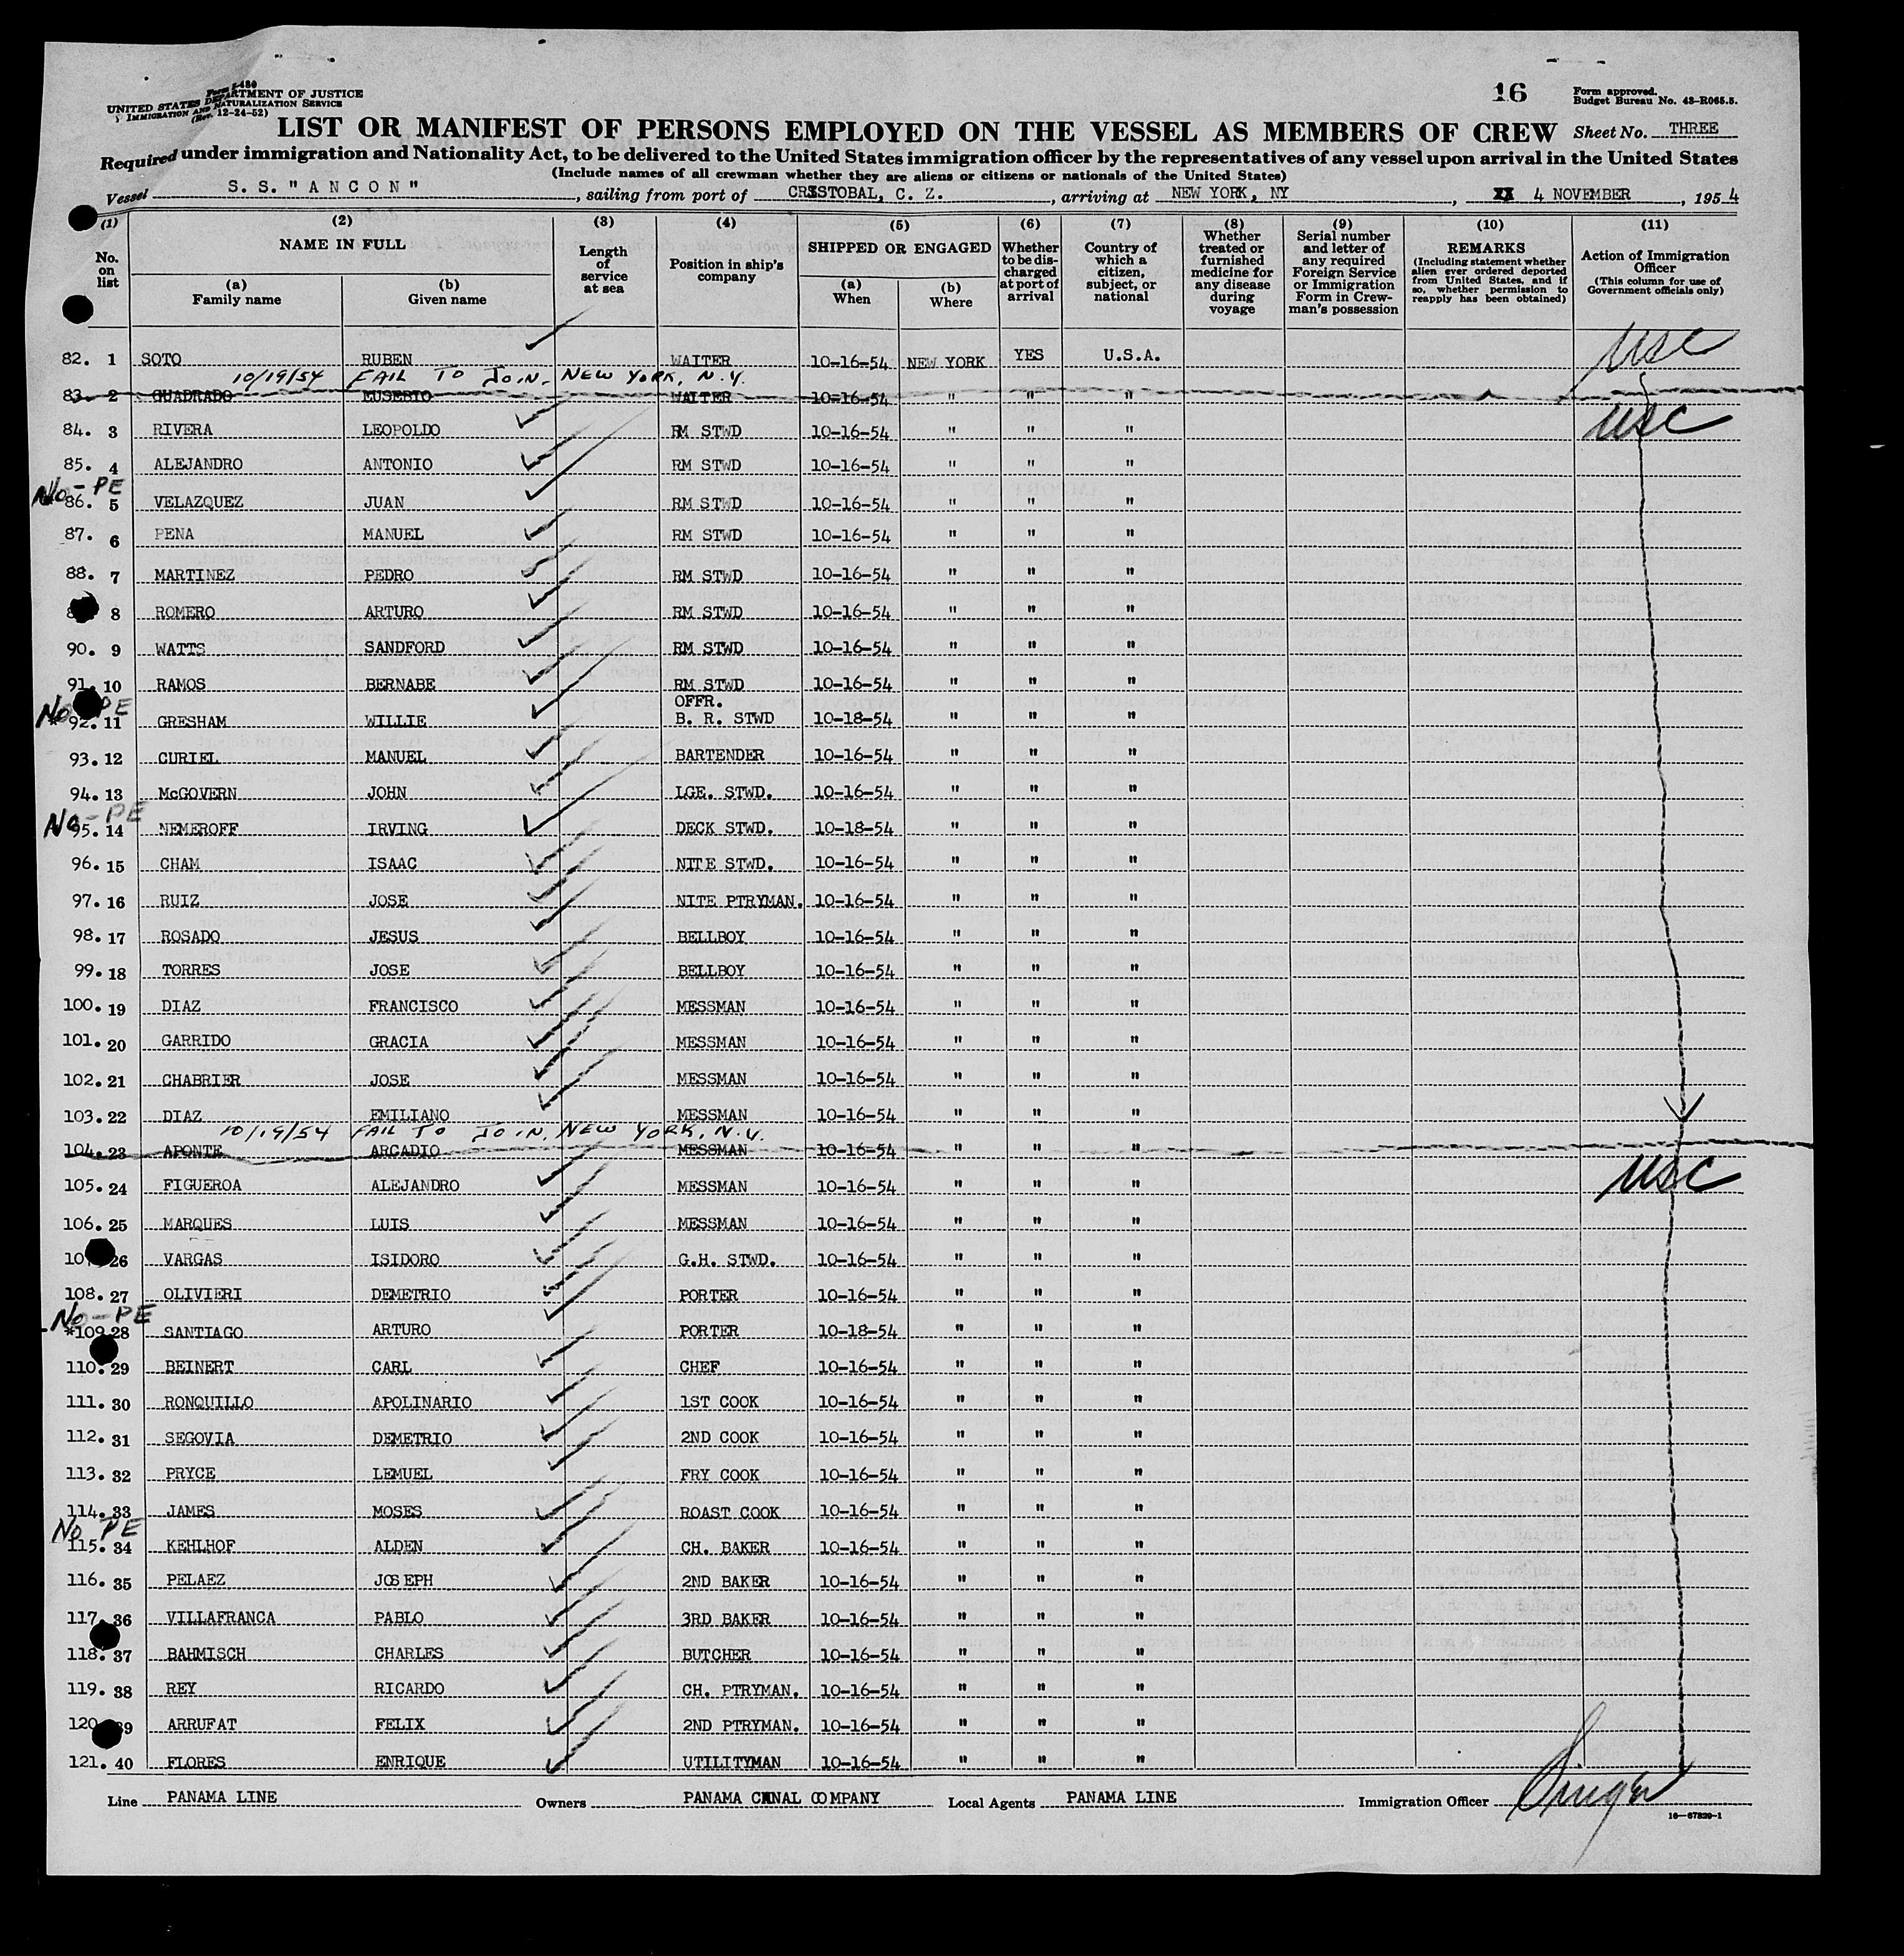 Form I-480
UNITED STATES DEPARTMENT OF JUSTICE
IMMIGRATION AND NATURALIZATION SERVICE
(Rev. 12-24-52)
16
Form approved.
Budget Bureau No. 43-R065.5.
LIST OR MANIFEST OF PERSONS EMPLOYED ON THE VESSEL AS MEMBERS OF CREW Sheet No. THREE
Required under immigration and Nationality Act, to be delivered to the United States immigration officer by the representatives of any vessel upon arrival in the United States
(Include names of all crewman whether they are aliens or citizens or nationals of the United States)
Vessel S. S. "ANCON", sailing from port of CRISTOBAL, C. Z., arriving at NEW YORK, NY, 4 NOVEMBER, 1954
(1) No. on list
(2) NAME IN FULL (a) Family name (b) Given name
(3) Length of service at sea
(4) Position in ship's company
(5) SHIPPED OR ENGAGED (a) When (b) Where
(6) Whether to be discharged at port of arrival
(7) Country of which a citizen, subject, or national
(8) Whether treated or furnished medicine for any disease during voyage
(9) Serial number and letter of any required Foreign Service or Immigration Form in Crewman's possession
(10) REMARKS (Including statement whether alien ever ordered deported from United States, and if so, whether permission to reapply has been obtained)
(11) Action of Immigration Officer (This column for use of Government officials only)
82. 1 SOTO RUBEN WAITER 10-16-54 NEW YORK YES U.S.A. USC
10/19/54 FAIL TO JOIN. NEW YORK, N.Y.
83. 2 GUADRADO EUSEBIO WAITER 10-16-54 " " "
84. 3 RIVERA LEOPOLDO RM STWD 10-16-54 " " " USC
85. 4 ALEJANDRO ANTONIO RM STWD 10-16-54 " " "
No-PE
86. 5 VELAZQUEZ JUAN RM STWD 10-16-54 " " "
87. 6 PENA MANUEL RM STWD 10-16-54 " " "
88. 7 MARTINEZ PEDRO RM STWD 10-16-54 " " "
8 ROMERO ARTURO RM STWD 10-16-54 " " "
90. 9 WATTS SANDFORD RM STWD 10-16-54 " " "
91. 10 RAMOS BERNABE RM STWD 10-16-54 " " "
No PE
*92. 11 GRESHAM WILLIE OFFR. B. R. STWD 10-18-54 " " "
93. 12 CURIEL MANUEL BARTENDER 10-16-54 " " "
94. 13 McGOVERN JOHN LGE. STWD. 10-16-54 " " "
No-PE
95. 14 NEMEROFF IRVING DECK STWD. 10-18-54 " " "
96. 15 CHAM ISAAC NITE STWD. 10-16-54 " " "
97. 16 RUIZ JOSE NITE PTRYMAN. 10-16-54 " " "
98. 17 ROSADO JESUS BELLBOY 10-16-54 " " "
99. 18 TORRES JOSE BELLBOY 10-16-54 " " "
100. 19 DIAZ FRANCISCO MESSMAN 10-16-54 " " "
101. 20 GARRIDO GRACIA MESSMAN 10-16-54 " " "
102. 21 CHABRIER JOSE MESSMAN 10-16-54 " " "
103. 22 DIAZ EMILIANO MESSMAN 10-16-54 " " "
10/19/54 FAIL TO JOIN. NEW YORK, N.Y.
104. 23 APONTE ARCADIO MESSMAN 10-16-54 " " "
105. 24 FIGUEROA ALEJANDRO MESSMAN 10-16-54 " " " USC
106. 25 MARQUES LUIS MESSMAN 10-16-54 " " "
10 26 VARGAS ISIDORO G.H. STWD. 10-16-54 " " "
108. 27 OLIVIERI DEMETRIO PORTER 10-16-54 " " "
No-PE
*109 28 SANTIAGO ARTURO PORTER 10-18-54 " " "
110. 29 BEINERT CARL CHEF 10-16-54 " " "
111. 30 RONQUILLO APOLINARIO 1ST COOK 10-16-54 " " "
112. 31 SEGOVIA DEMETRIO 2ND COOK 10-16-54 " " "
113. 32 PRYCE LEMUEL FRY COOK 10-16-54 " " "
114. 33 JAMES MOSES ROAST COOK 10-16-54 " " "
No PE
115. 34 KEHLHOF ALDEN CH. BAKER 10-16-54 " " "
116. 35 PELAEZ JOSEPH 2ND BAKER 10-16-54 " " "
117. 36 VILLAFRANCA PABLO 3RD BAKER 10-16-54 " " "
118. 37 BAHMISCH CHARLES BUTCHER 10-16-54 " " "
119. 38 REY RICARDO CH. PTRYMAN. 10-16-54 " " "
120 39 ARRUFAT FELIX 2ND PTRYMAN. 10-16-54 " " "
121. 40 FLORES ENRIQUE UTILITYMAN 10-16-54 " " "
Line PANAMA LINE Owners PANAMA CANAL COMPANY Local Agents PANAMA LINE Immigration Officer
16—67829-1